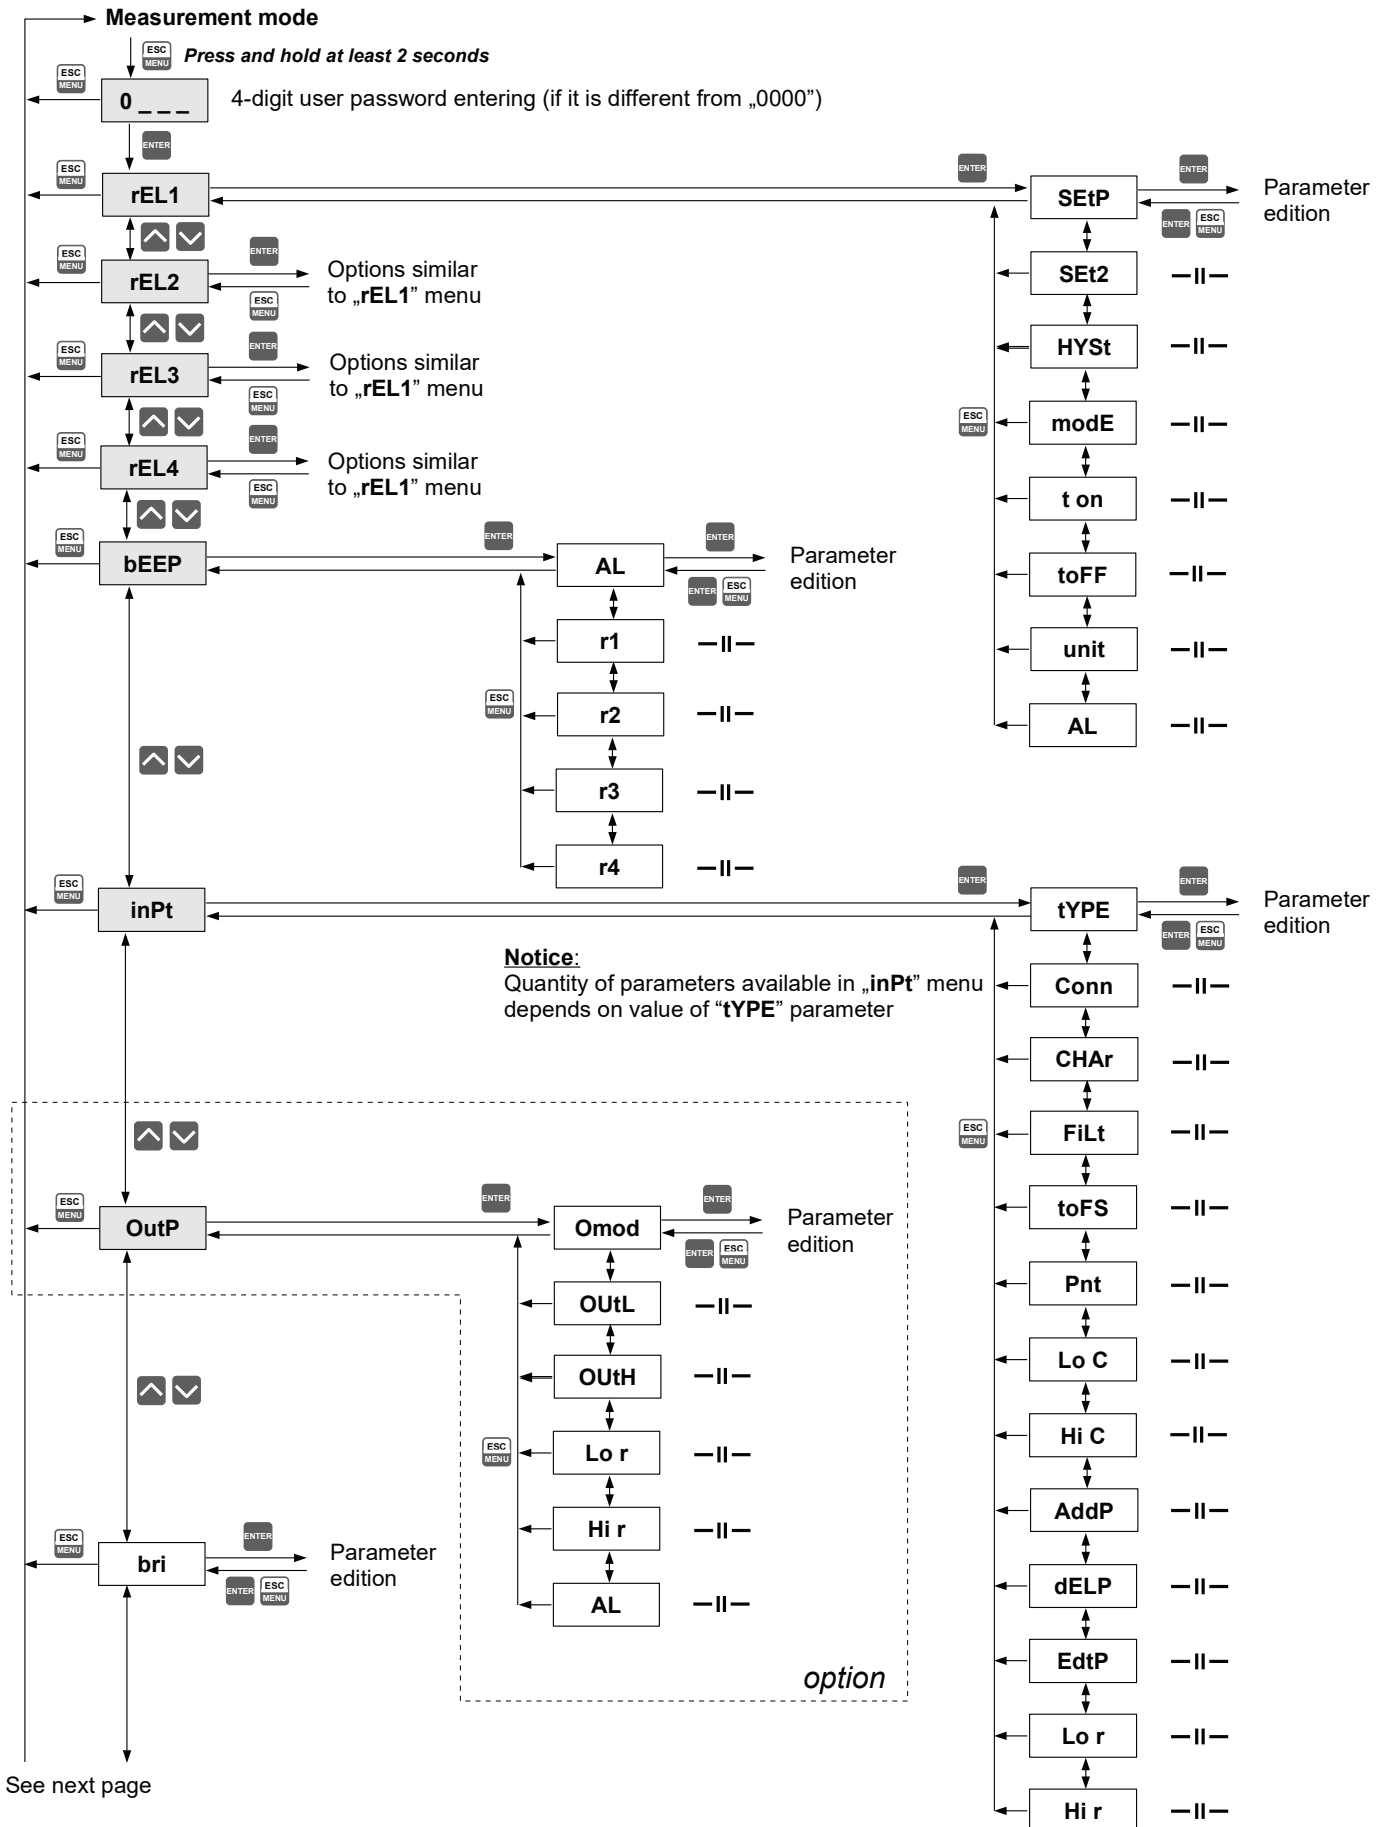 Measurement mode
ESC
MENU
Press and hold at least 2 seconds
ESC
MENU
0 _ _ _
4-digit user password entering (if it is different from „0000”)
ENTER
ESC
MENU
rEL1
ENTER
SEtP
ENTER
ENTER
ESC
MENU
Parameter
edition
ESC
MENU
rEL2
ENTER
ESC
MENU
Options similar
to „rEL1” menu
SEt2
—II—
ESC
MENU
rEL3
ENTER
ESC
MENU
Options similar
to „rEL1” menu
HYSt
—II—
ESC
MENU
modE
—II—
ESC
MENU
rEL4
ENTER
ESC
MENU
Options similar
to „rEL1” menu
t on
—II—
ESC
MENU
bEEP
ENTER
AL
ENTER
ENTER
ESC
MENU
Parameter
edition
toFF
—II—
r1
—II—
unit
—II—
ESC
MENU
r2
—II—
AL
—II—
r3
—II—
r4
—II—
ESC
MENU
inPt
ENTER
tYPE
ENTER
ENTER
ESC
MENU
Parameter
edition
Notice:
Quantity of parameters available in „inPt” menu
depends on value of “tYPE” parameter
Conn
—II—
CHAr
—II—
ESC
MENU
FiLt
—II—
ESC
MENU
OutP
ENTER
Omod
ENTER
ENTER
ESC
MENU
Parameter
edition
toFS
—II—
OUtL
—II—
Pnt
—II—
OUtH
—II—
Lo C
—II—
ESC
MENU
Lo r
—II—
Hi C
—II—
Hi r
—II—
AddP
—II—
ESC
MENU
bri
ENTER
ENTER
ESC
MENU
Parameter
edition
AL
—II—
dELP
—II—
option
EdtP
—II—
Lo r
—II—
See next page
Hi r
—II—